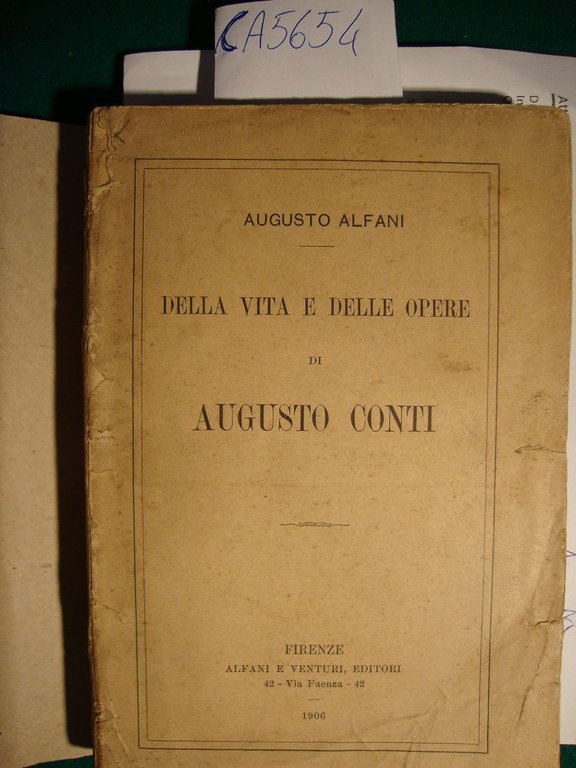 CA5654
AUGUSTO ALFANI
DELLA VITA E DELLE OPERE
DI
AUGUSTO CONTI
FIRENZE
ALFANI E VENTURI, EDITORI
42 - Via Faenza - 42
1906